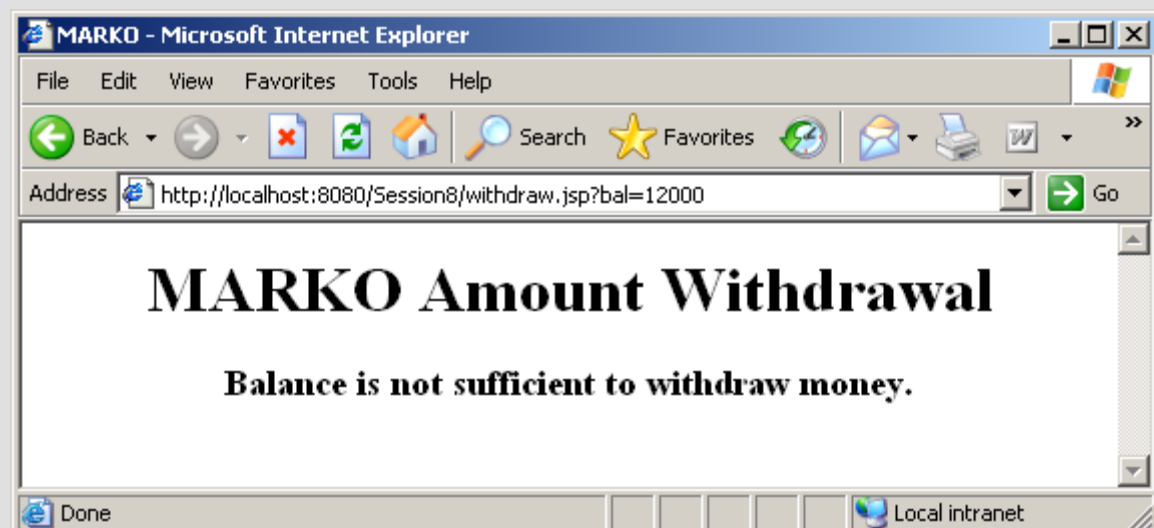 MARKO - Microsoft Internet Explorer
File Edit View Favorites Tools Help
Back Search Favorites W »
Address http://localhost:8080/Session8/withdraw.jsp?bal=12000 Go
MARKO Amount Withdrawal
Balance is not sufficient to withdraw money.
Done Local intranet